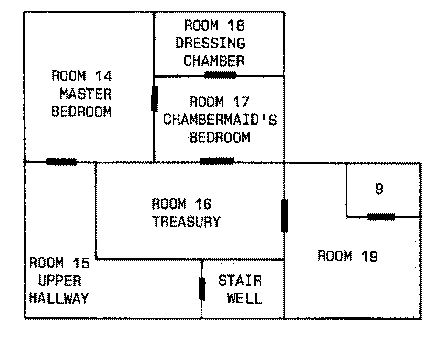 ROOM 18
DRESSING
CHAMBER
ROOM 14
MASTER
BEDROOM
ROOM 17
CHAMBERMAID'S
BEDROOM
9
ROOM 16
TREASURY
ROOM 19
ROOM 15
UPPER
HALLWAY
STAIR
WELL